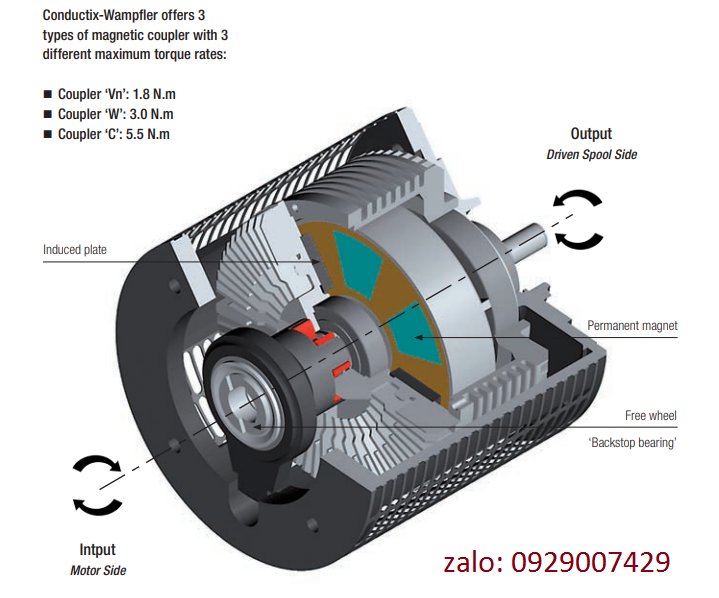 Conductix-Wampfler offers 3
types of magnetic coupler with 3
different maximum torque rates:
■ Coupler ‘Vn’: 1.8 N.m
■ Coupler ‘W’: 3.0 N.m
■ Coupler ‘C’: 5.5 N.m
Output
Driven Spool Side
Induced plate
Permanent magnet
Free wheel
‘Backstop bearing’
Intput
Motor Side
zalo: 0929007429